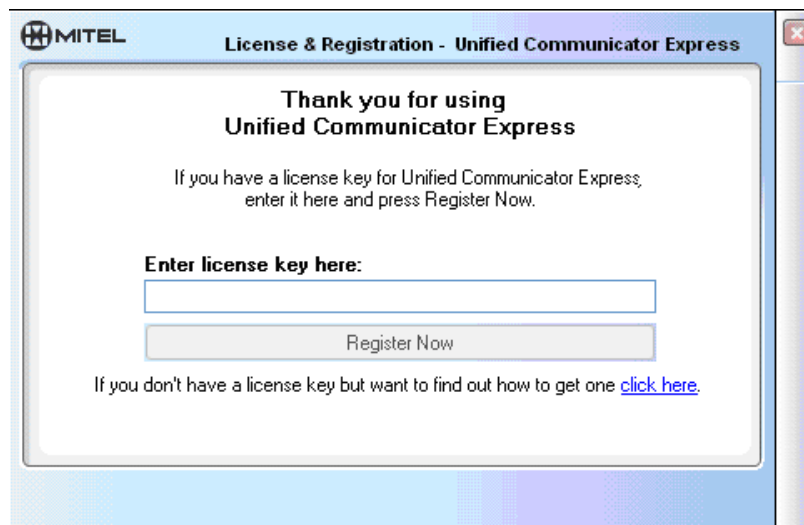 MITEL
License & Registration - Unified Communicator Express
Thank you for using
Unified Communicator Express
If you have a license key for Unified Communicator Express,
enter it here and press Register Now.
Enter license key here:
Register Now
If you don't have a license key but want to find out how to get one click here.